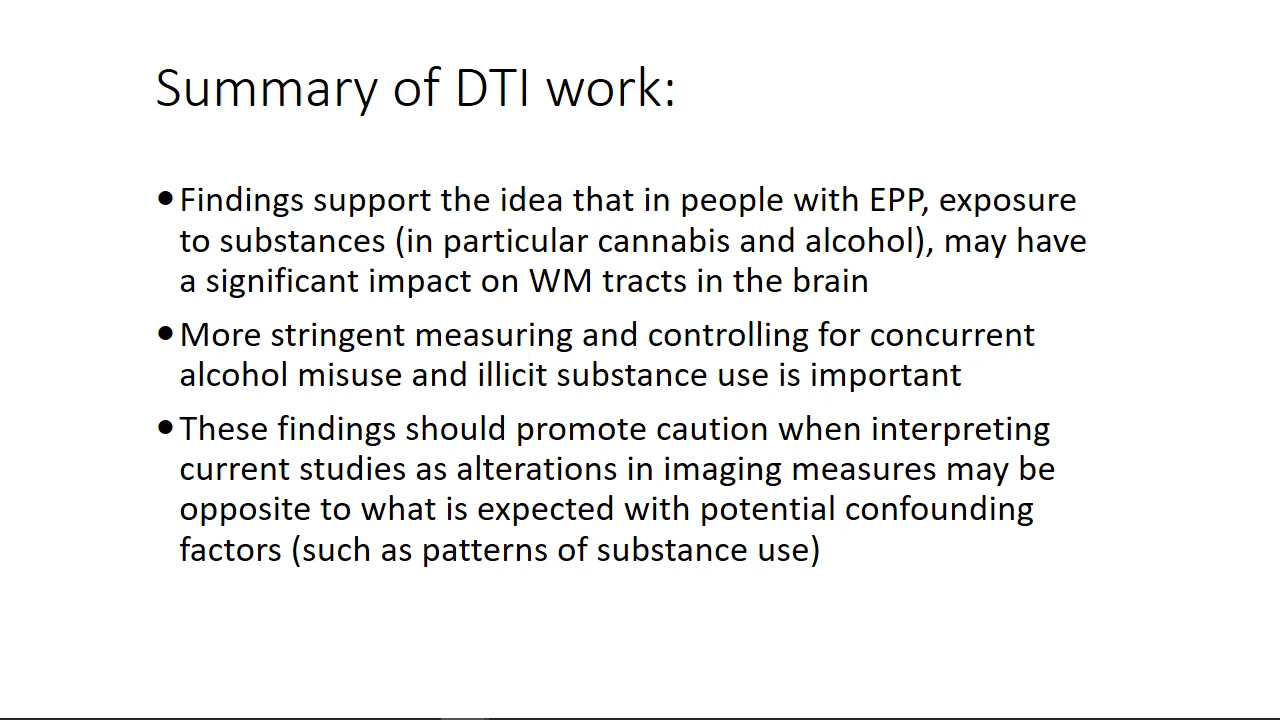 Summary of DTI work:
•Findings support the idea that in people with EPP, exposure
to substances (in particular cannabis and alcohol), may have
a significant impact on WM tracts in the brain
•More stringent measuring and controlling for concurrent
alcohol misuse and illicit substance use is important
•These findings should promote caution when interpreting
current studies as alterations in imaging measures may be
opposite to what is expected with potential confounding
factors (such as patterns of substance use)